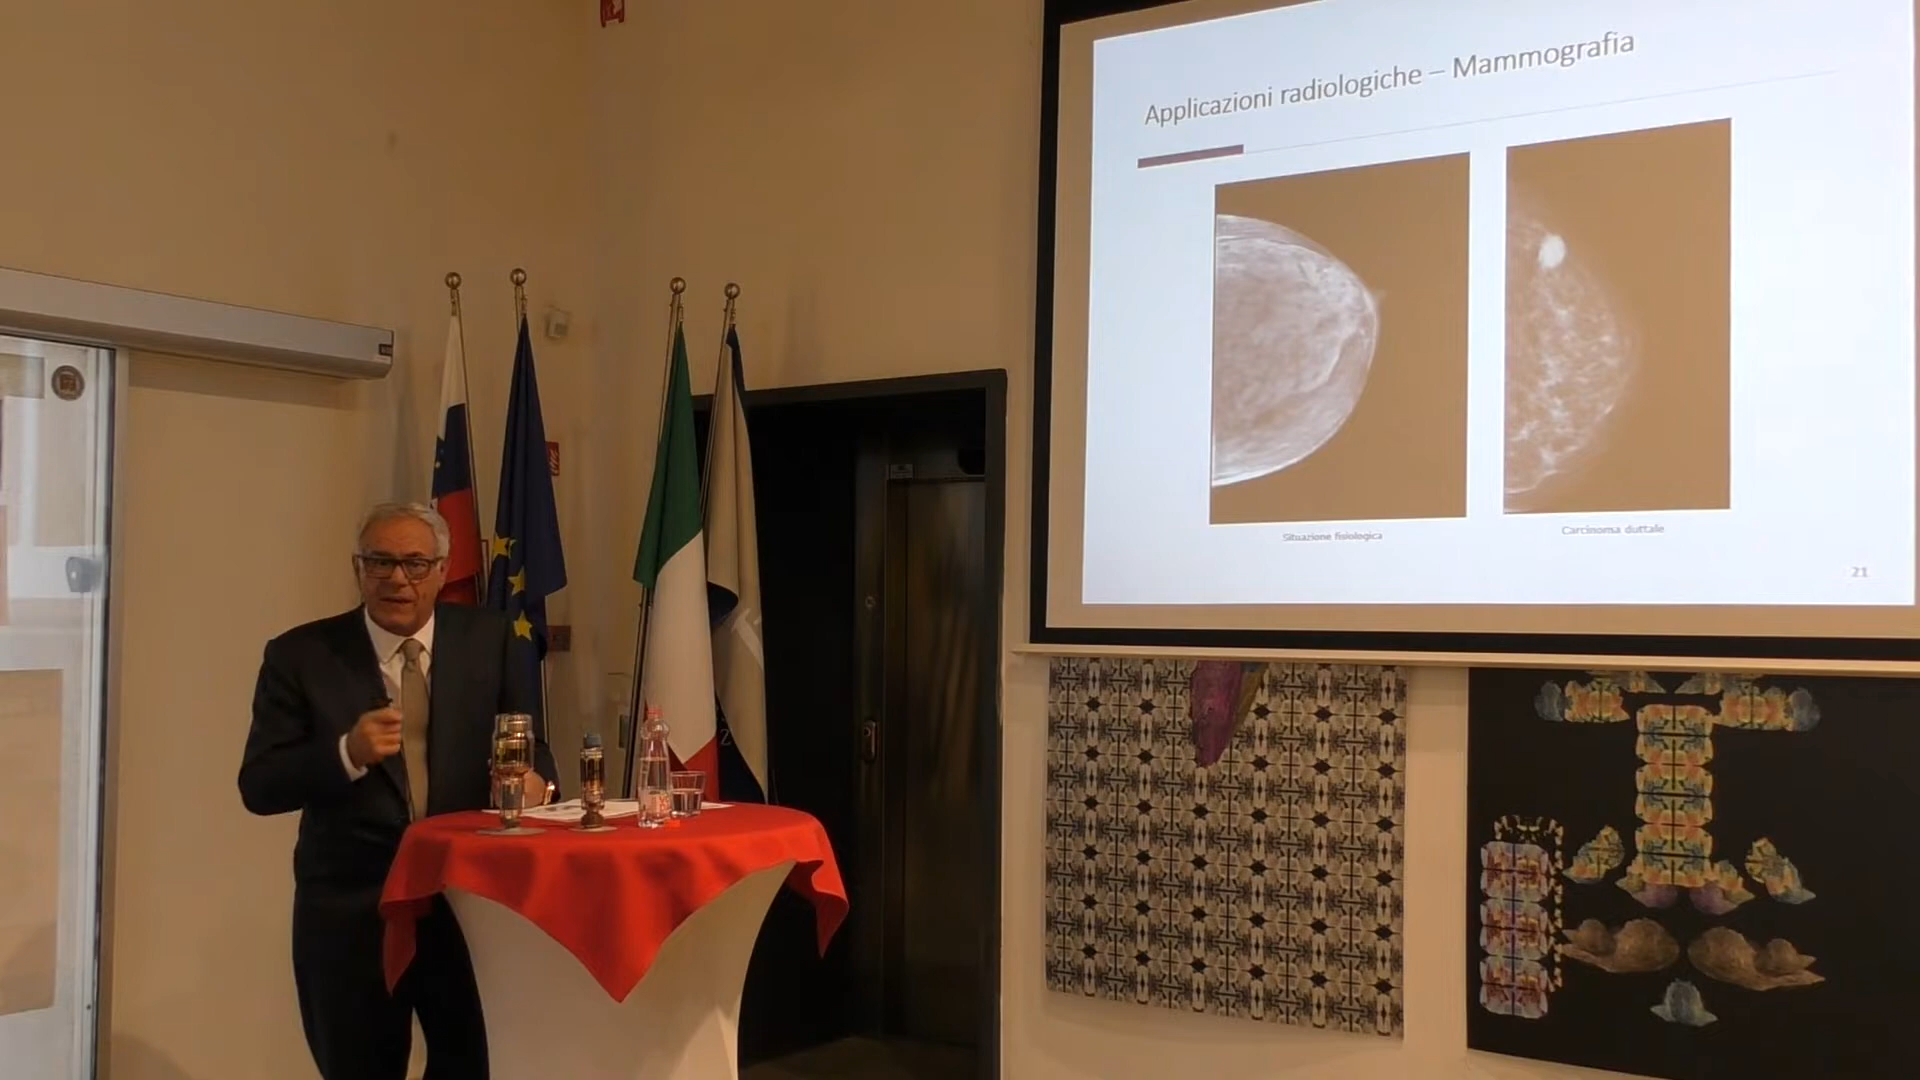 Applicazioni radiologiche – Mammografia
Situazione fisiologica
Carcinoma duttale
21